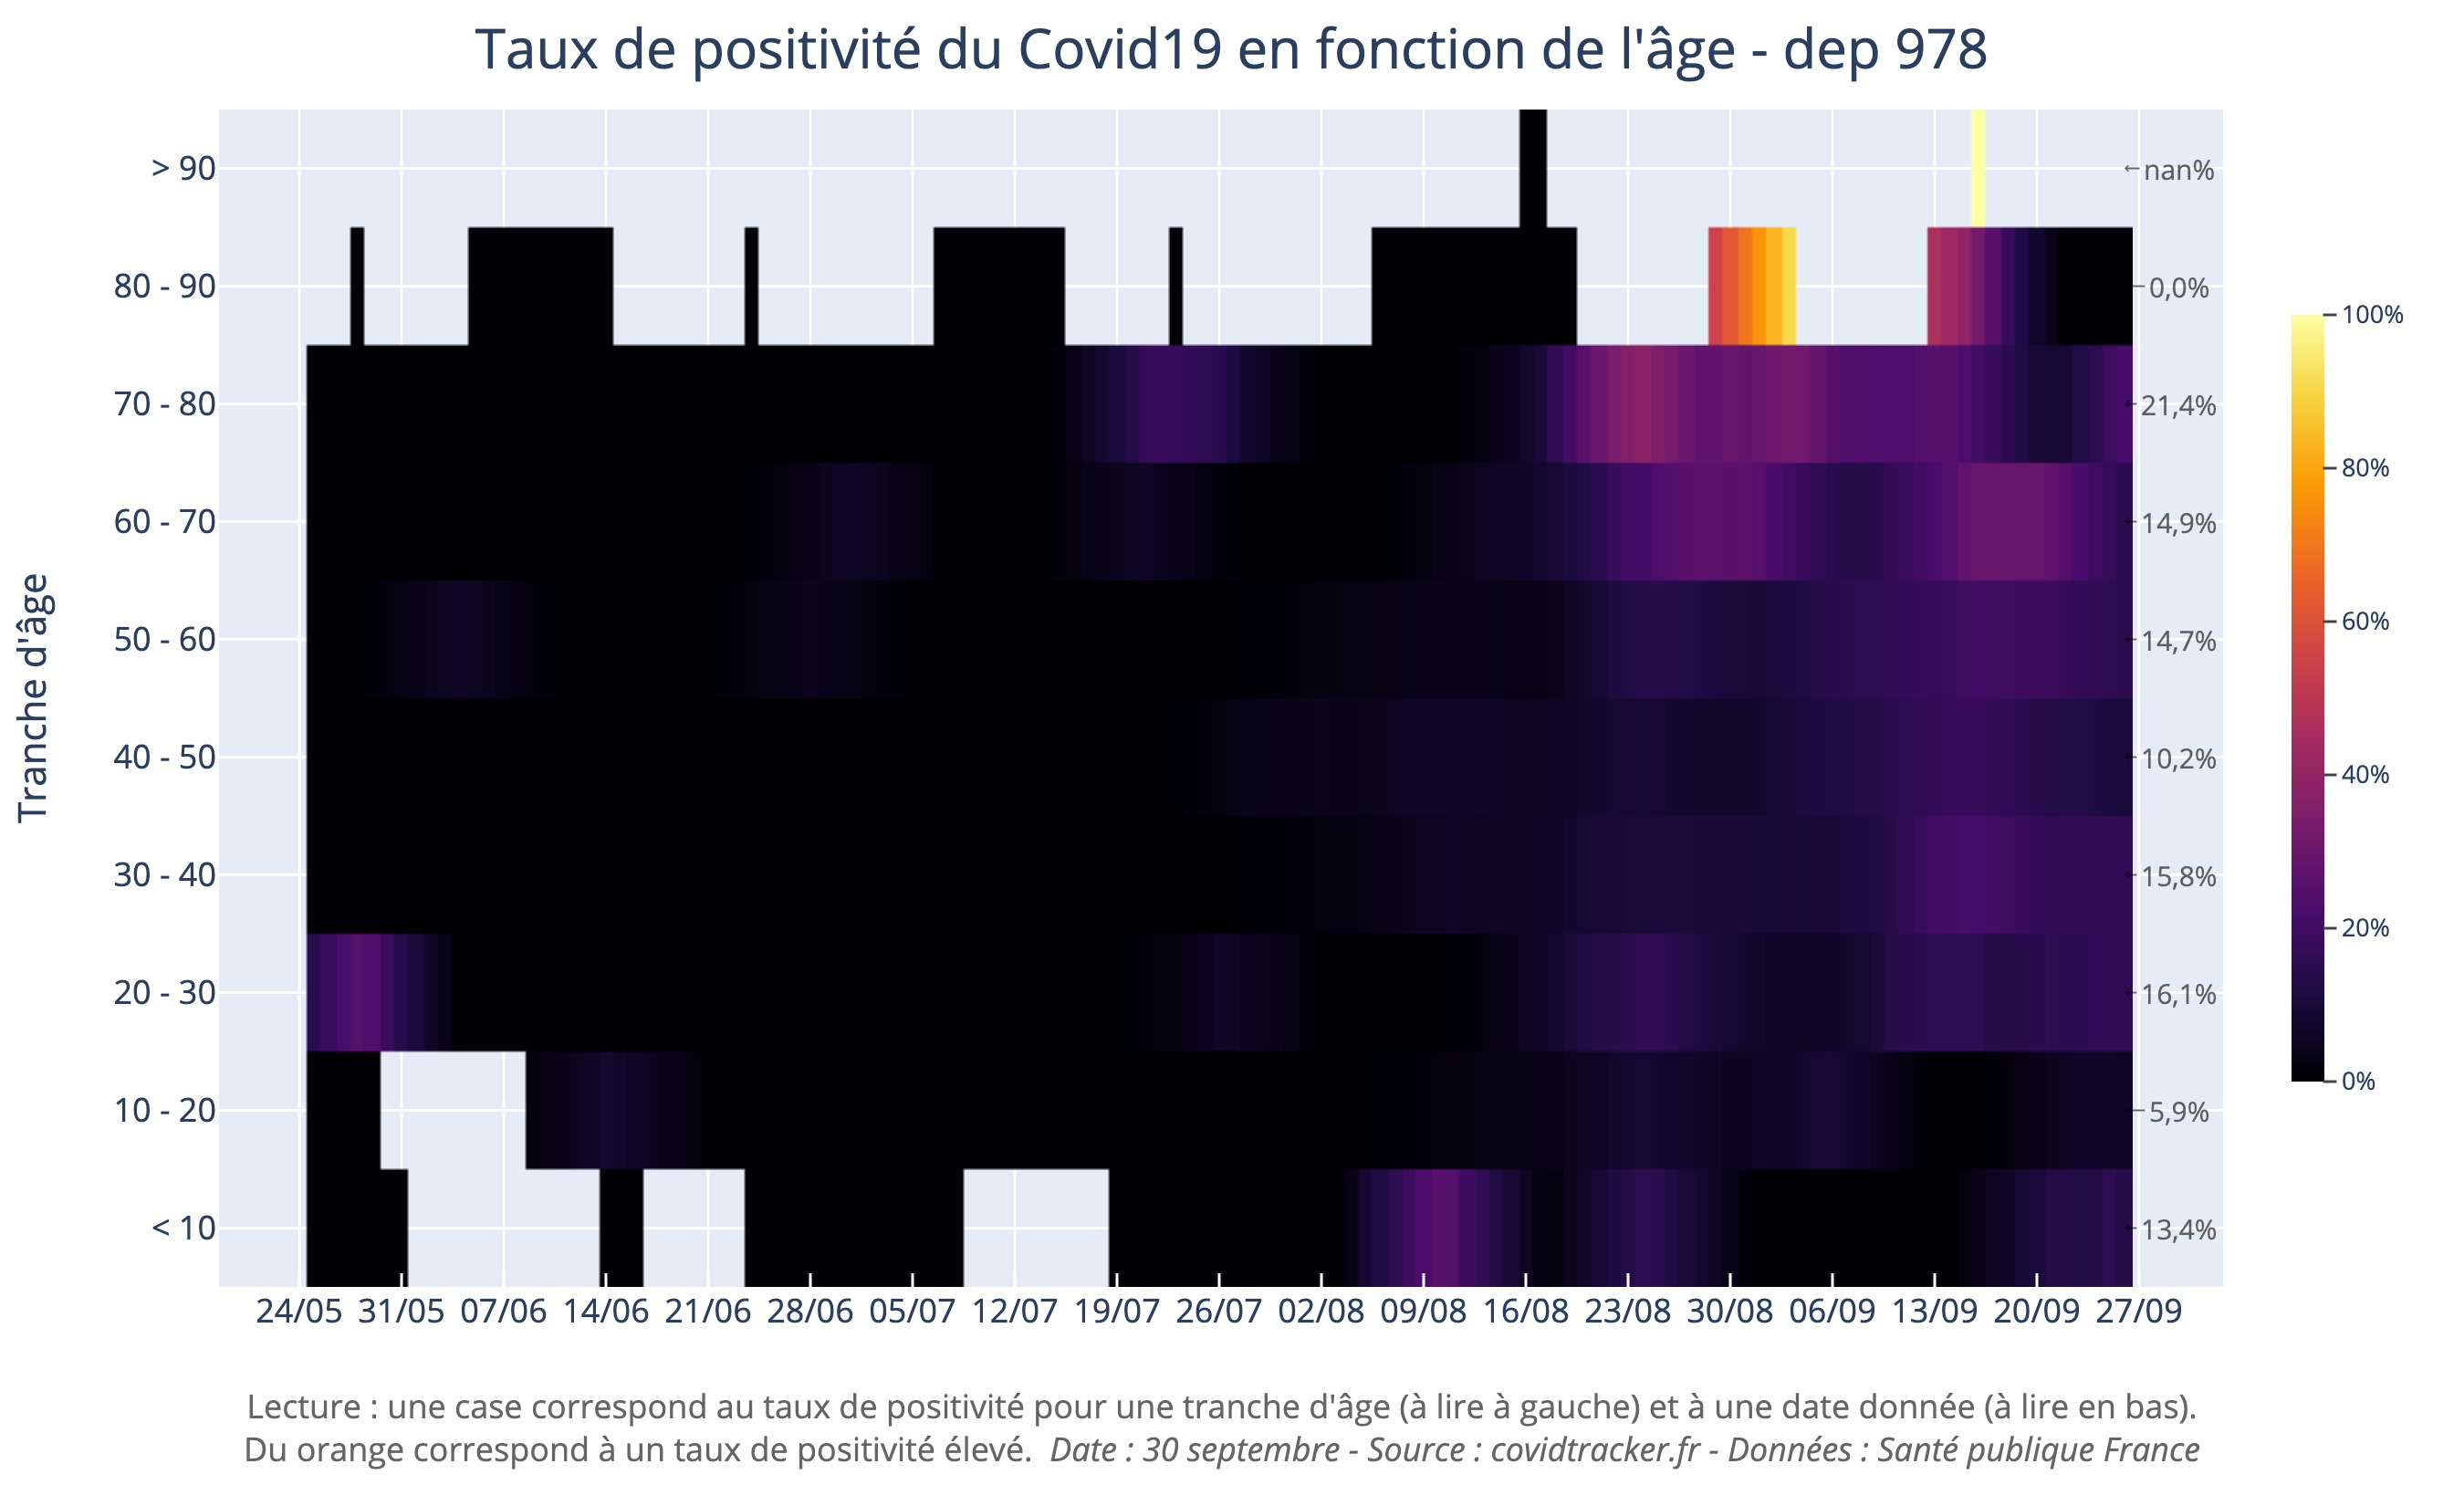 Taux de positivité du Covid19 en fonction de l'âge - dep 978
Tranche d'âge
> 90
80 - 90
70 - 80
60 - 70
50 - 60
40 - 50
30 - 40
20 - 30
10 - 20
< 10
←nan%
0,0%
21,4%
14,9%
14,7%
10,2%
15,8%
16,1%
5,9%
13,4%
100%
80%
60%
40%
20%
0%
24/05 31/05 07/06 14/06 21/06 28/06 05/07 12/07 19/07 26/07 02/08 09/08 16/08 23/08 30/08 06/09 13/09 20/09 27/09
Lecture : une case correspond au taux de positivité pour une tranche d'âge (à lire à gauche) et à une date donnée (à lire en bas).
Du orange correspond à un taux de positivité élevé. Date : 30 septembre - Source : covidtracker.fr - Données : Santé publique France